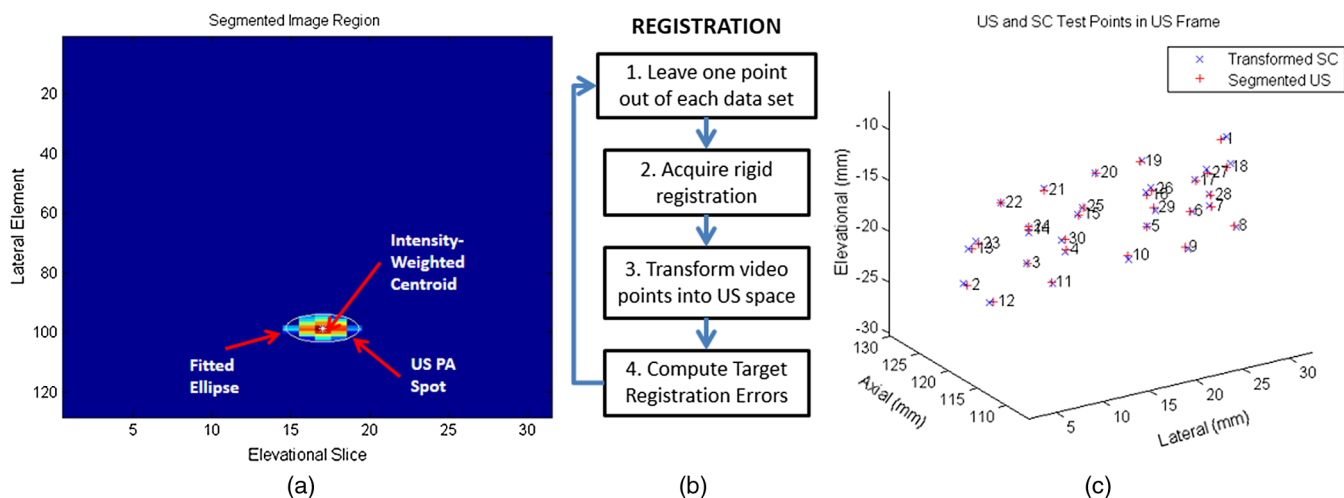 Segmented Image Region
Lateral Element
20
40
60
80
100
120
5
10
15
20
25
30
Elevational Slice
Intensity-
Weighted
Centroid
Fitted
Ellipse
US PA
Spot
(a)
REGISTRATION
1. Leave one point
out of each data set
2. Acquire rigid
registration
3. Transform video
points into US space
4. Compute Target
Registration Errors
(b)
US and SC Test Points in US Frame
Transformed SC
Segmented US
Elevational (mm)
-10
-15
-20
-25
-30
130
125
120
115
110
Axial (mm)
5
10
15
20
25
30
Lateral (mm)
1
19
18
20
27
17
21
26
16
28
22
25
29
6
7
15
24
14
5
8
23
13
30
4
9
10
3
11
2
12
(c)